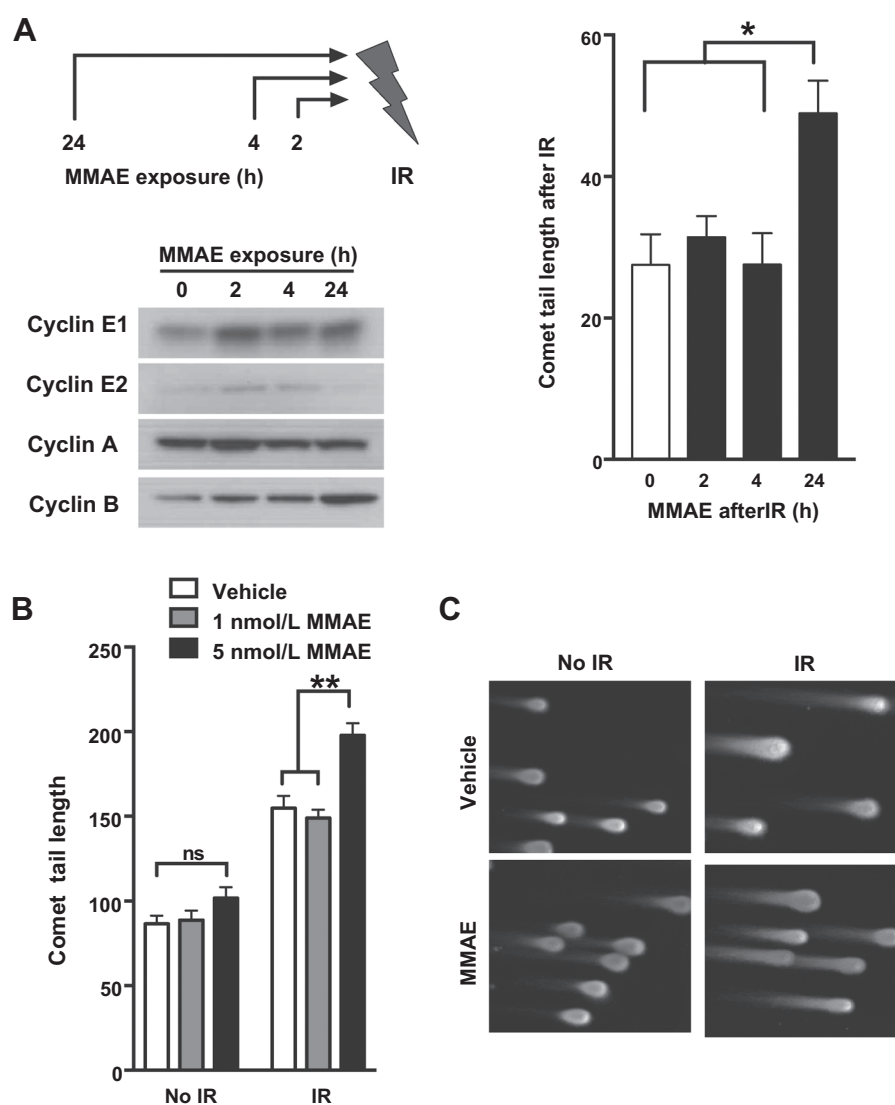 A
24
4
2
MMAE exposure (h)
IR
MMAE exposure (h)
0 2 4 24
Cyclin E1
Cyclin E2
Cyclin A
Cyclin B
*
Comet tail length after IR
60
40
20
0
0 2 4 24
MMAE afterIR (h)
B
Vehicle
1 nmol/L MMAE
5 nmol/L MMAE
Comet tail length
250
200
150
100
50
0
ns
**
No IR IR
C
No IR IR
Vehicle
MMAE